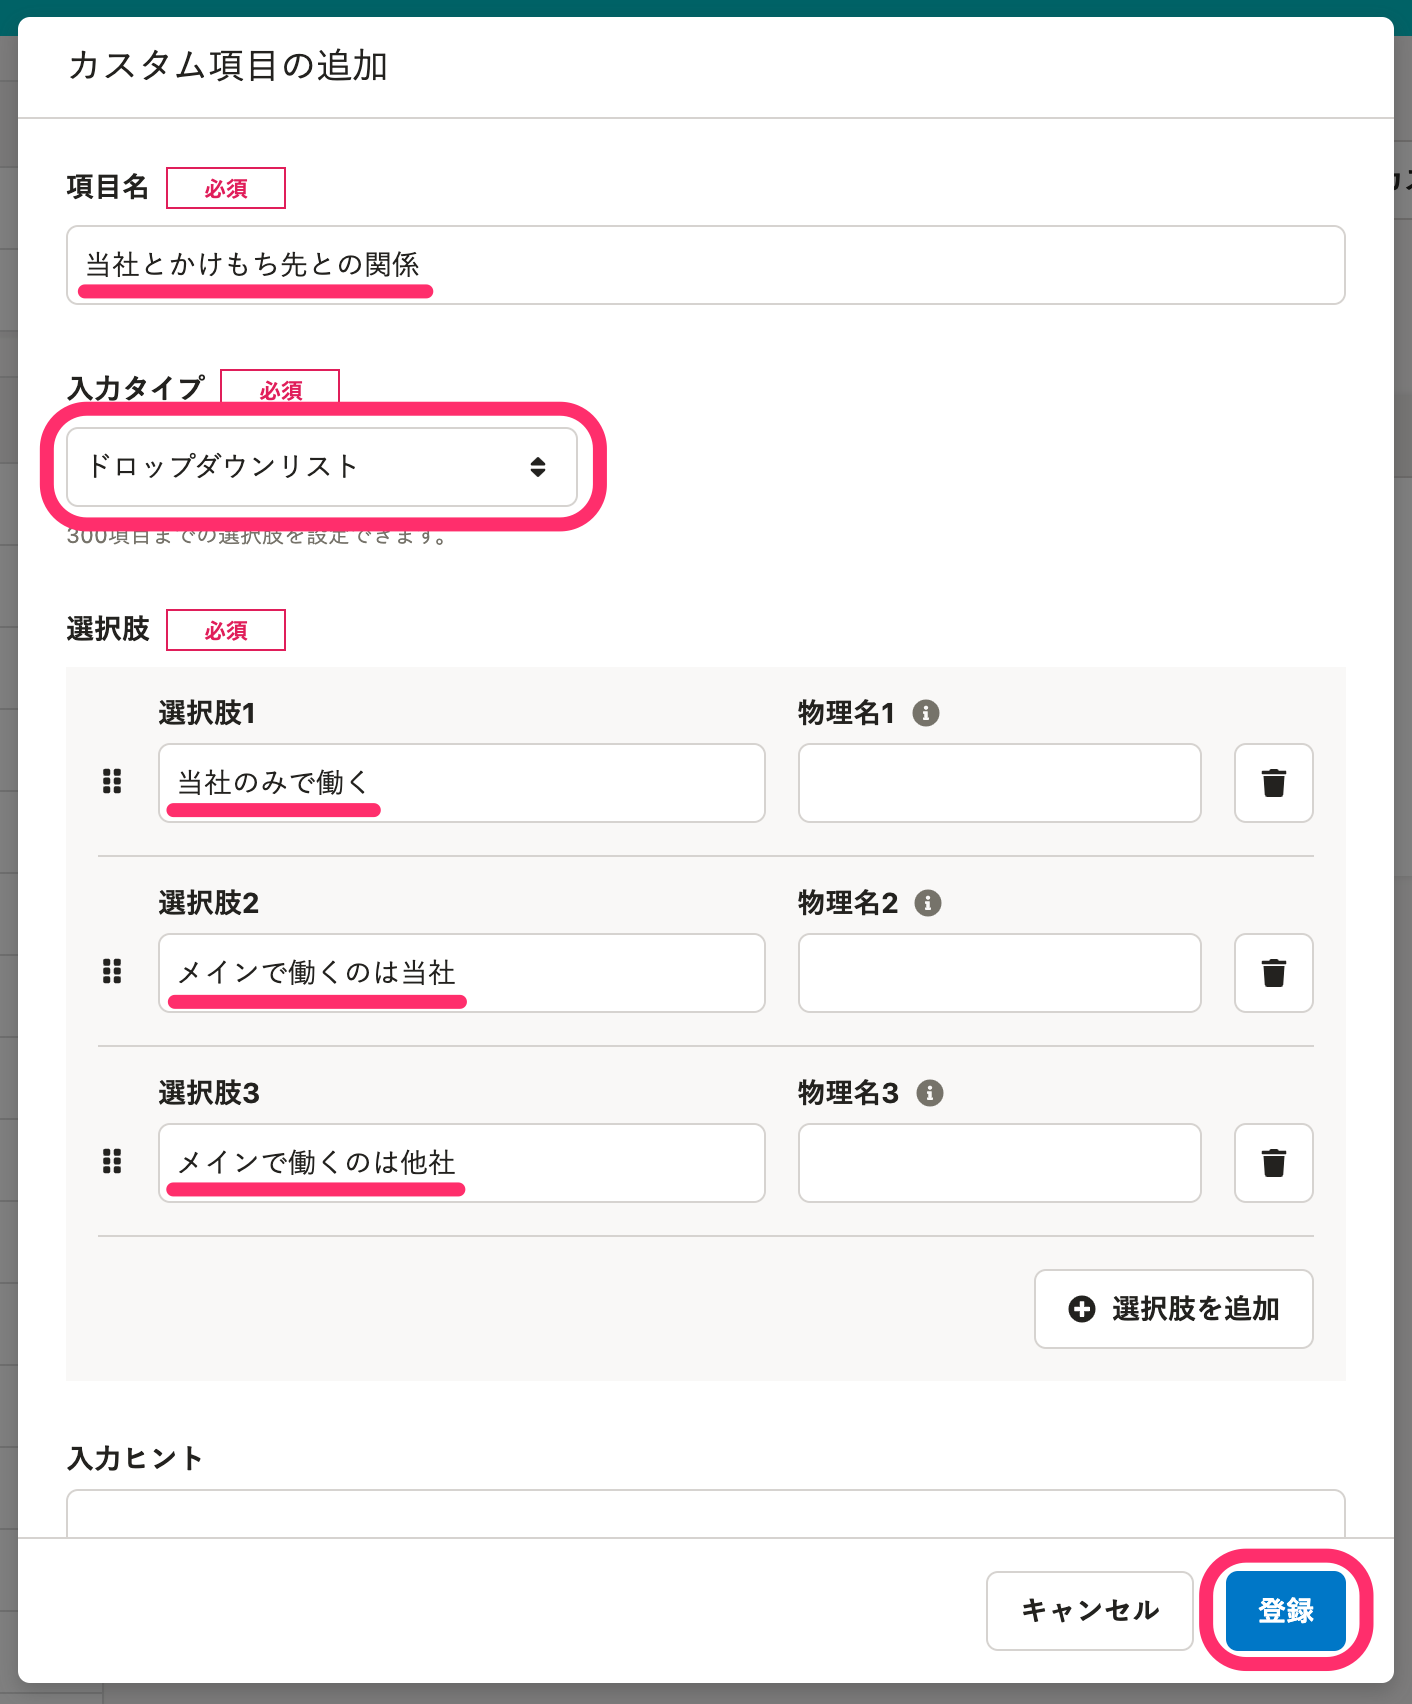 カスタム項目の追加
項目名 必須
当社とかけもち先との関係
入力タイプ 必須
ドロップダウンリスト
300項目までの選択肢を設定できます。
選択肢 必須
選択肢1 物理名1
当社のみで働く
選択肢2 物理名2
メインで働くのは当社
選択肢3 物理名3
メインで働くのは他社
選択肢を追加
入力ヒント
キャンセル 登録